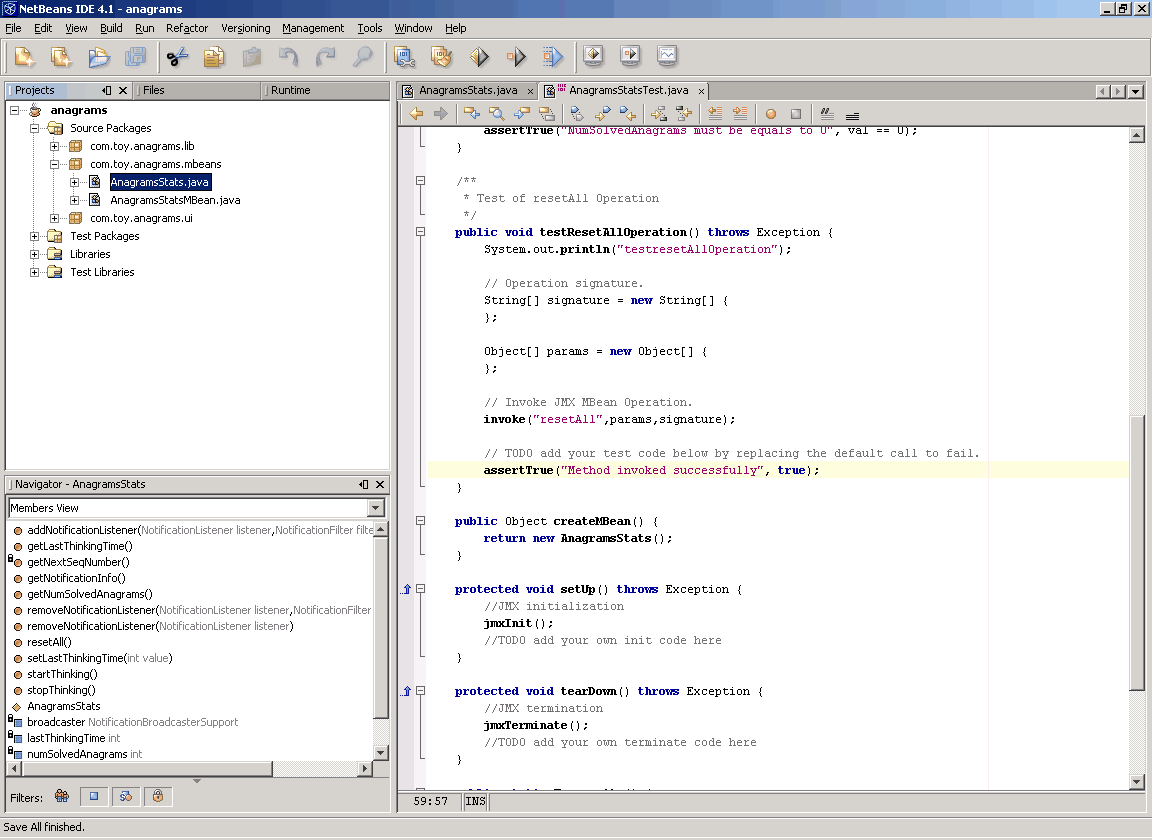 NetBeans IDE 4.1 - anagrams
File Edit View Build Run Refactor Versioning Management Tools Window Help
Projects Files Runtime
anagrams
Source Packages
com.toy.anagrams.lib
com.toy.anagrams.mbeans
AnagramsStats.java
AnagramsStatsMBean.java
com.toy.anagrams.ui
Test Packages
Libraries
Test Libraries
Navigator - AnagramsStats
Members View
addNotificationListener(NotificationListener listener,NotificationFilter filte
getLastThinkingTime()
getNextSeqNumber()
getNotificationInfo()
getNumSolvedAnagrams()
removeNotificationListener(NotificationListener listener,NotificationFilter
removeNotificationListener(NotificationListener listener)
resetAll()
setLastThinkingTime(int value)
startThinking()
stopThinking()
AnagramsStats
broadcaster NotificationBroadcasterSupport
lastThinkingTime int
numSolvedAnagrams int
Filters:
AnagramsStats.java AnagramsStatsTest.java
assertTrue("NumSolvedAnagrams must be equals to 0", val == 0);
}
/**
* Test of resetAll Operation
*/
public void testResetAllOperation() throws Exception {
System.out.println("testresetAllOperation");
// Operation signature.
String[] signature = new String[] {
};
Object[] params = new Object[] {
};
// Invoke JMX MBean Operation.
invoke("resetAll",params,signature);
// TODO add your test code below by replacing the default call to fail.
assertTrue("Method invoked successfully", true);
}
public Object createMBean() {
return new AnagramsStats();
}
protected void setUp() throws Exception {
//JMX initialization
jmxInit();
//TODO add your own init code here
}
protected void tearDown() throws Exception {
//JMX termination
jmxTerminate();
//TODO add your own terminate code here
}
59:57 INS
Save All finished.